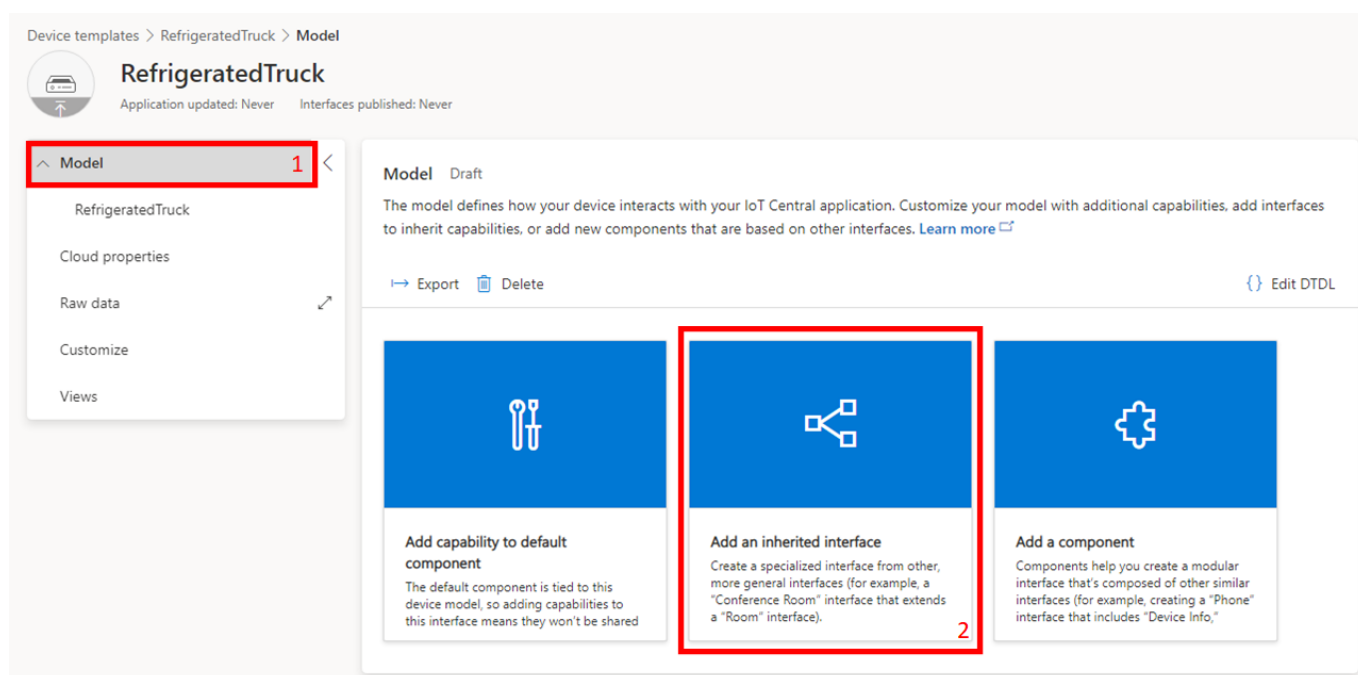 Device templates > RefrigeratedTruck > Model
RefrigeratedTruck
Application updated: Never Interfaces published: Never
Model 1
RefrigeratedTruck
Cloud properties
Raw data
Customize
Views
Model Draft
The model defines how your device interacts with your IoT Central application. Customize your model with additional capabilities, add interfaces
to inherit capabilities, or add new components that are based on other interfaces. Learn more
Export Delete
{} Edit DTDL
Add capability to default
component
The default component is tied to this
device model, so adding capabilities to
this interface means they won't be shared
Add an inherited interface
Create a specialized interface from other,
more general interfaces (for example, a
"Conference Room" interface that extends
a "Room" interface).
2
Add a component
Components help you create a modular
interface that's composed of other similar
interfaces (for example, creating a "Phone"
interface that includes "Device Info,"